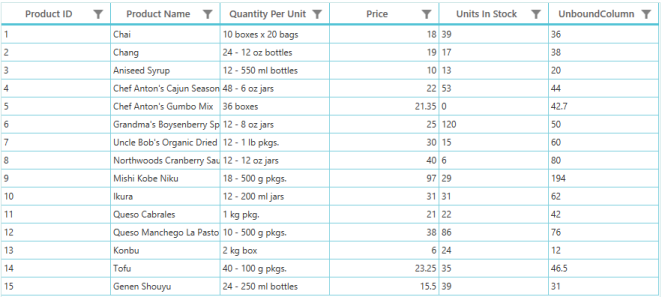 Product ID Product Name Quantity Per Unit Price Units In Stock UnboundColumn
1 Chai 10 boxes x 20 bags 18 39 36
2 Chang 24 - 12 oz bottles 19 17 38
3 Aniseed Syrup 12 - 550 ml bottles 10 13 20
4 Chef Anton's Cajun Season 48 - 6 oz jars 22 53 44
5 Chef Anton's Gumbo Mix 36 boxes 21.35 0 42.7
6 Grandma's Boysenberry Sp 12 - 8 oz jars 25 120 50
7 Uncle Bob's Organic Dried 12 - 1 lb pkgs. 30 15 60
8 Northwoods Cranberry Sau 12 - 12 oz jars 40 6 80
9 Mishi Kobe Niku 18 - 500 g pkgs. 97 29 194
10 Ikura 12 - 200 ml jars 31 31 62
11 Queso Cabrales 1 kg pkg. 21 22 42
12 Queso Manchego La Pasto 10 - 500 g pkgs. 38 86 76
13 Konbu 2 kg box 6 24 12
14 Tofu 40 - 100 g pkgs. 23.25 35 46.5
15 Genen Shouyu 24 - 250 ml bottles 15.5 39 31